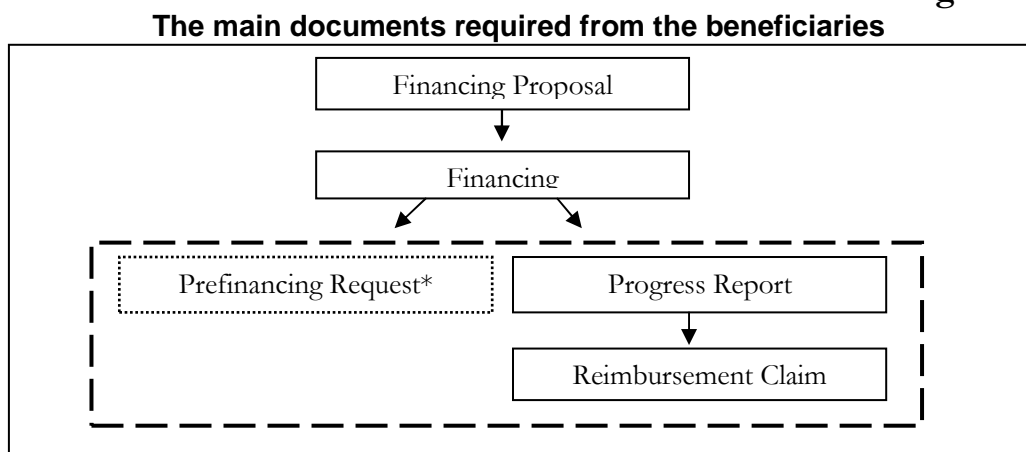 The main documents required from the beneficiaries
Financing Proposal
Financing
Prefinancing Request*
Progress Report
Reimbursement Claim